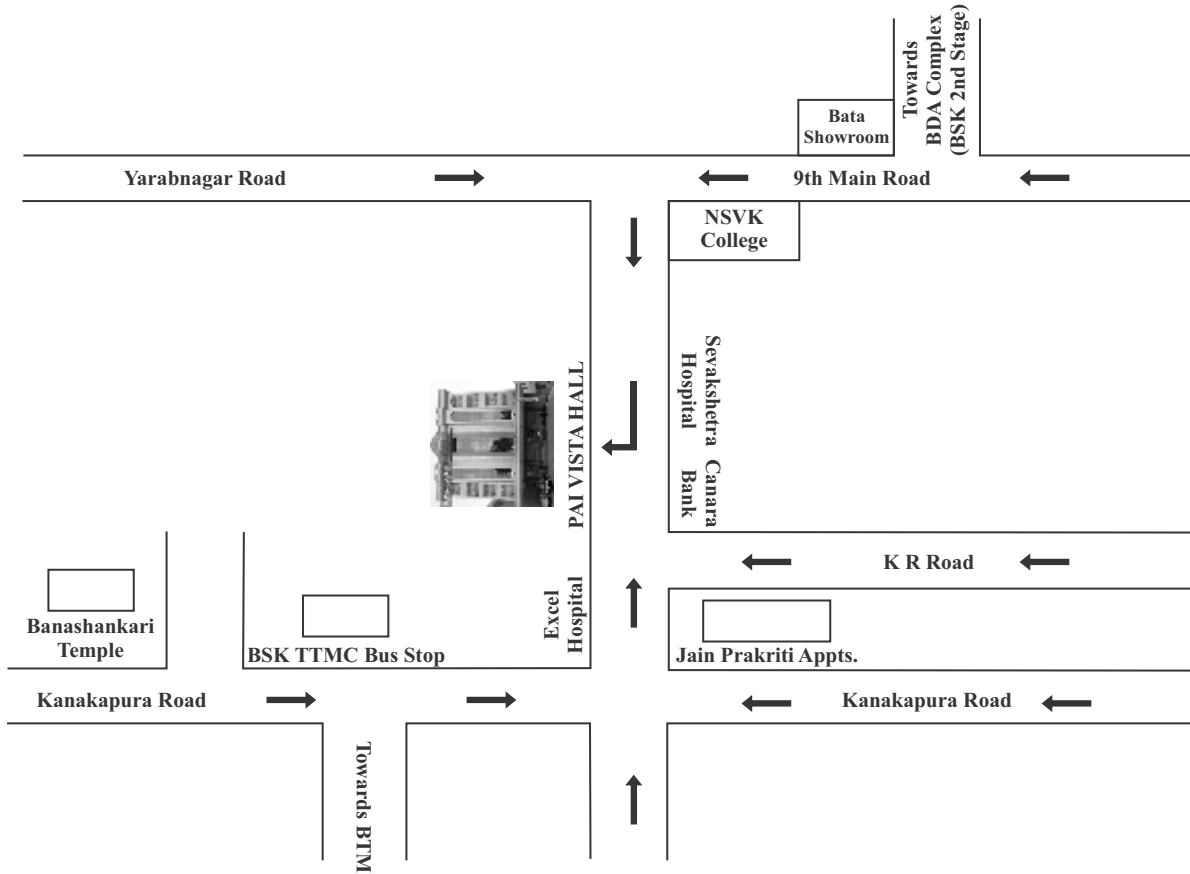 Towards
BDA Complex
(BSK 2nd Stage)
Bata
Showroom
Yarabnagar Road
9th Main Road
NSVK
College
Sevakshetra
Hospital
PAI VISTA HALL
Canara
Bank
K R Road
Excel
Hospital
Banashankari
Temple
BSK TTMC Bus Stop
Jain Prakriti Appts.
Kanakapura Road
Kanakapura Road
Towards BTM